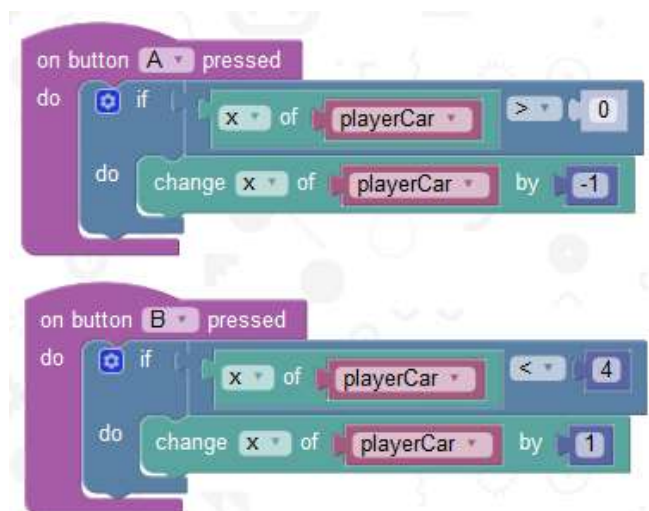 on button A pressed
do if x of playerCar > 0
do change x of playerCar by -1
on button B pressed
do if x of playerCar < 4
do change x of playerCar by 1